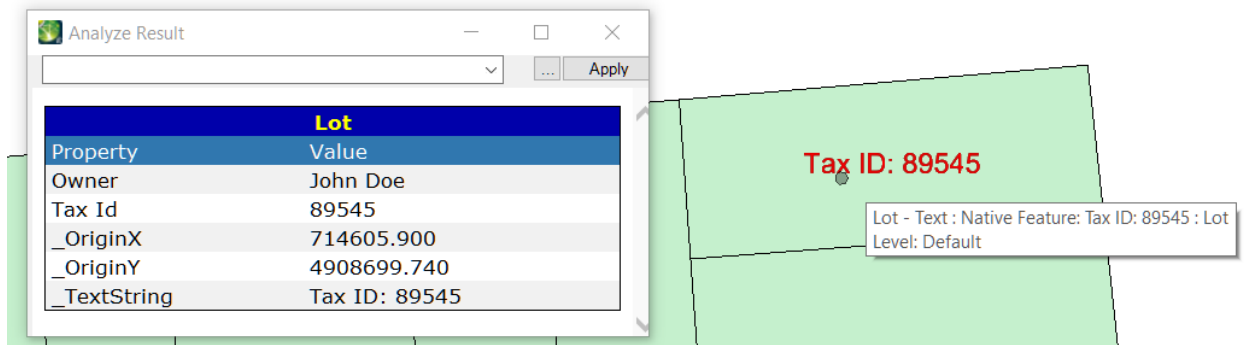 Analyze Result
... Apply
Lot
Property Value
Owner John Doe
Tax Id 89545
_OriginX 714605.900
_OriginY 4908699.740
_TextString Tax ID: 89545
Tax ID: 89545
Lot - Text : Native Feature: Tax ID: 89545 : Lot
Level: Default